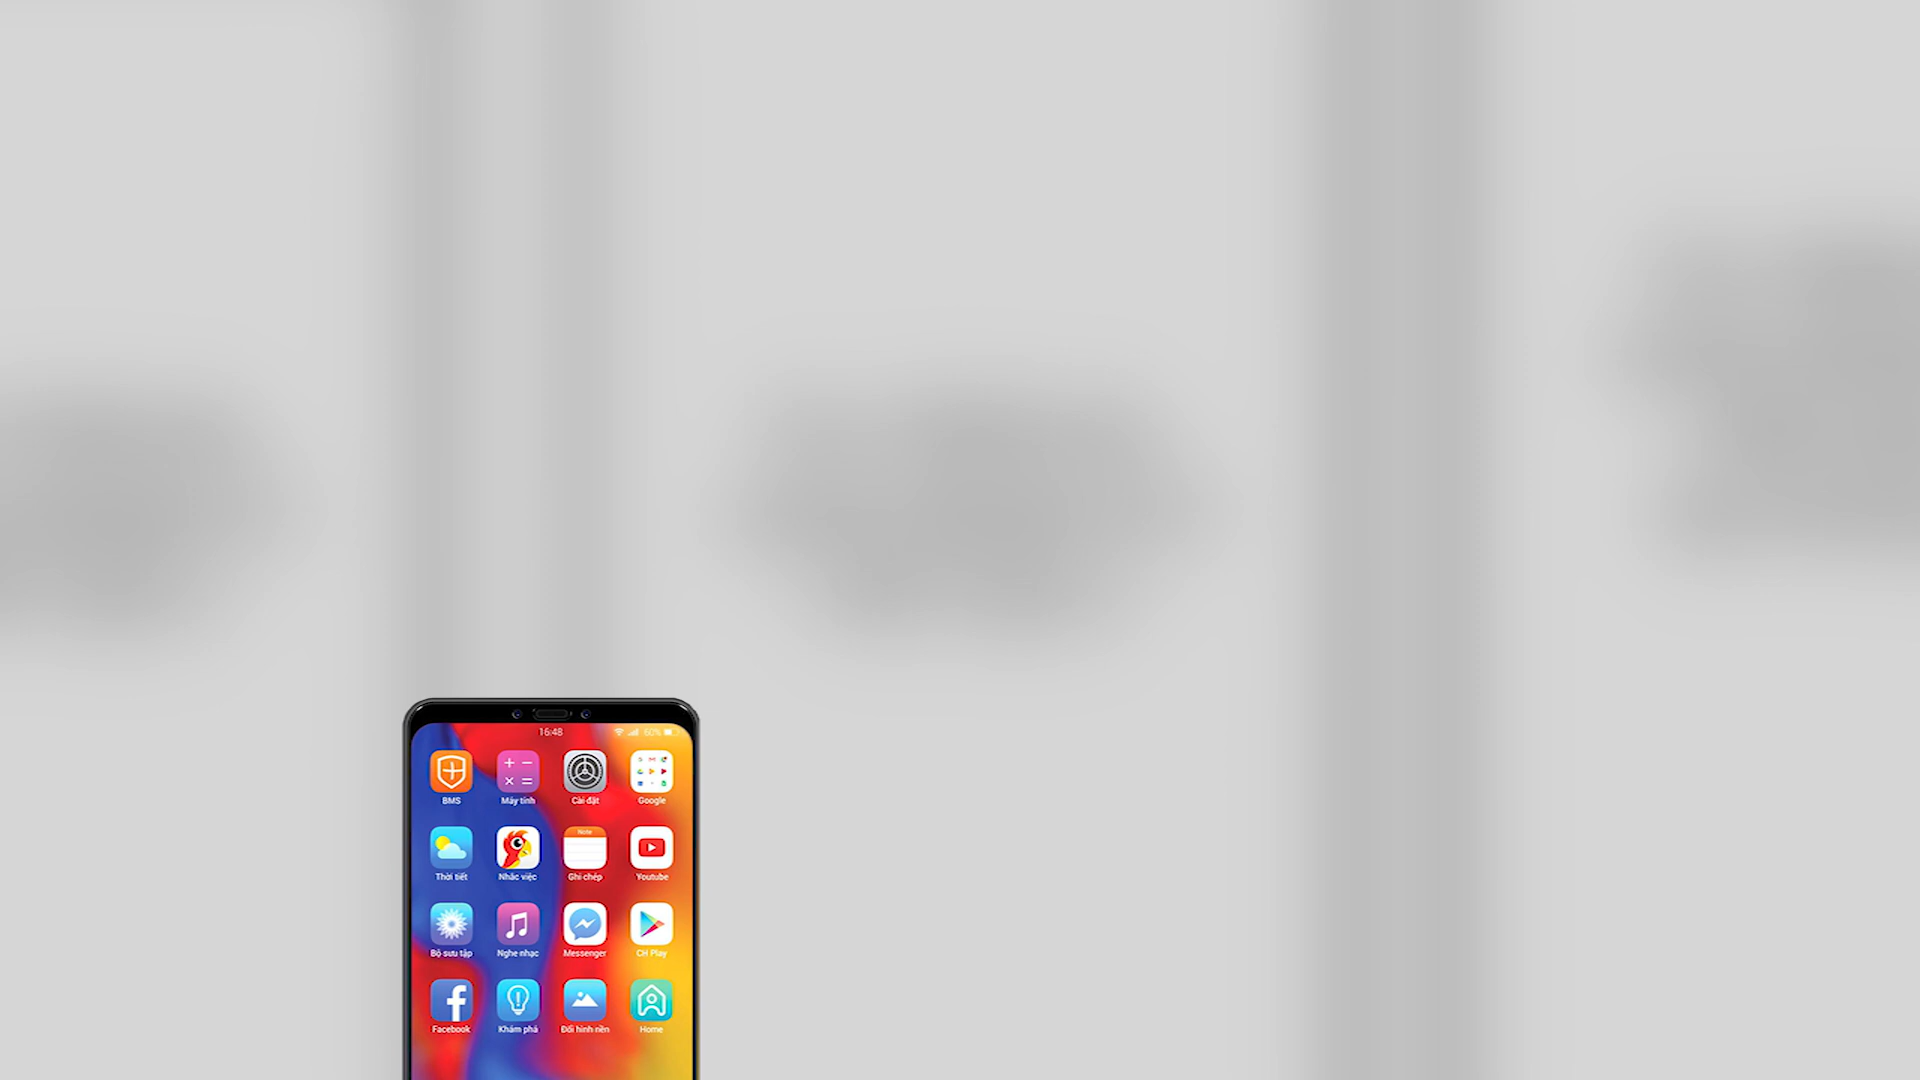 16:48 60%
BMS Máy tính Cài đặt Google
Note
Thời tiết Nhắc việc Ghi chép Youtube
Bộ sưu tập Nghe nhạc Messenger CH Play
Facebook Khám phá Đổi hình nền Home